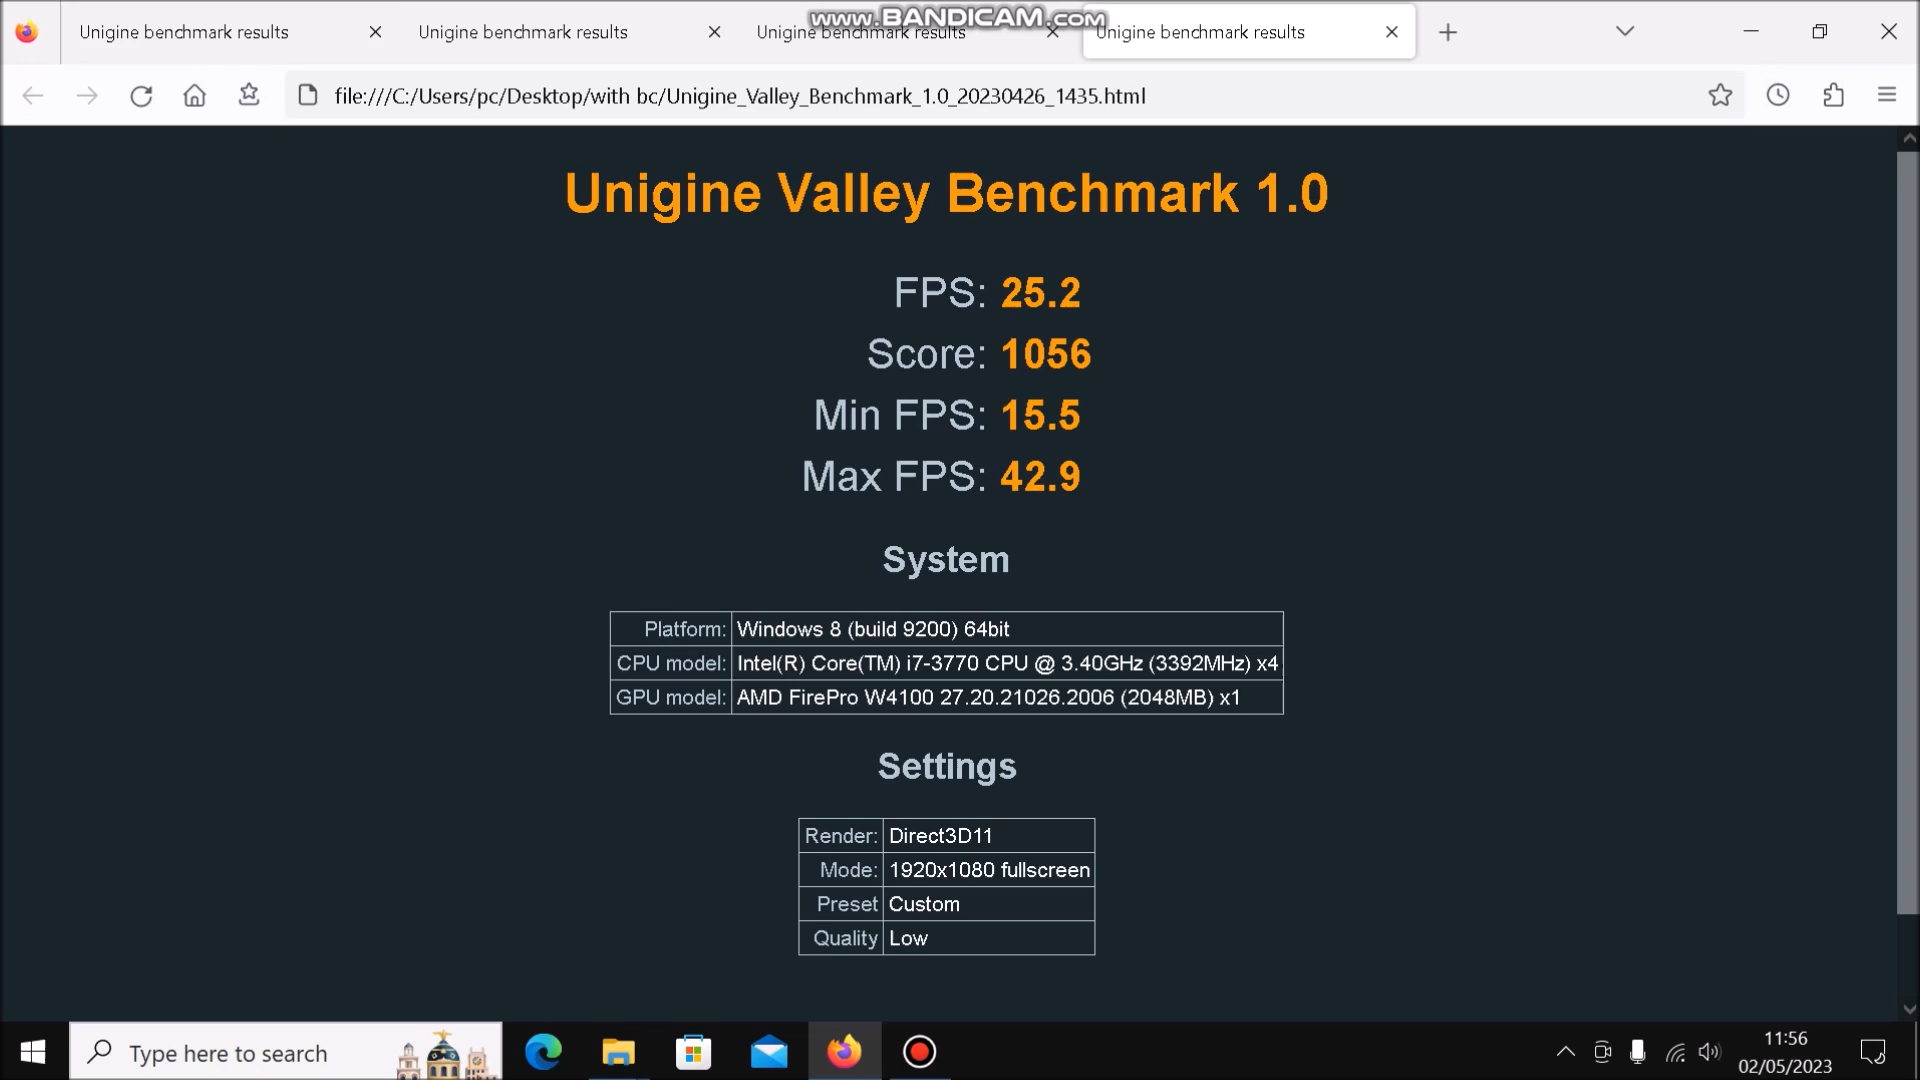 www.BANDICAM.com
Unigine benchmark results
Unigine benchmark results
Unigine benchmark results
Unigine benchmark results
file:///C:/Users/pc/Desktop/with bc/Unigine_Valley_Benchmark_1.0_20230426_1435.html
Unigine Valley Benchmark 1.0
FPS: 25.2
Score: 1056
Min FPS: 15.5
Max FPS: 42.9
System
Platform: Windows 8 (build 9200) 64bit
CPU model: Intel(R) Core(TM) i7-3770 CPU @ 3.40GHz (3392MHz) x4
GPU model: AMD FirePro W4100 27.20.21026.2006 (2048MB) x1
Settings
Render: Direct3D11
Mode: 1920x1080 fullscreen
Preset Custom
Quality Low
Type here to search
11:56
02/05/2023